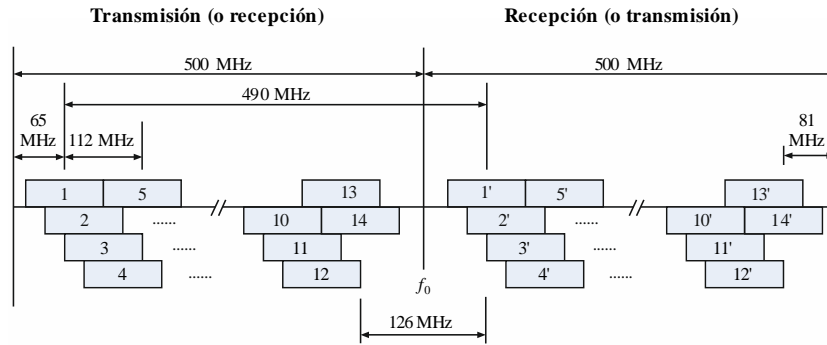 Transmisión (o recepción)
Recepción (o transmisión)
500 MHz
500 MHz
490 MHz
65
MHz
112 MHz
81
MHz
1
5
13
1'
5'
13'
2
......
10
14
2'
......
10'
14'
3
......
11
3'
......
11'
4
......
12
4'
......
12'
f0
126 MHz